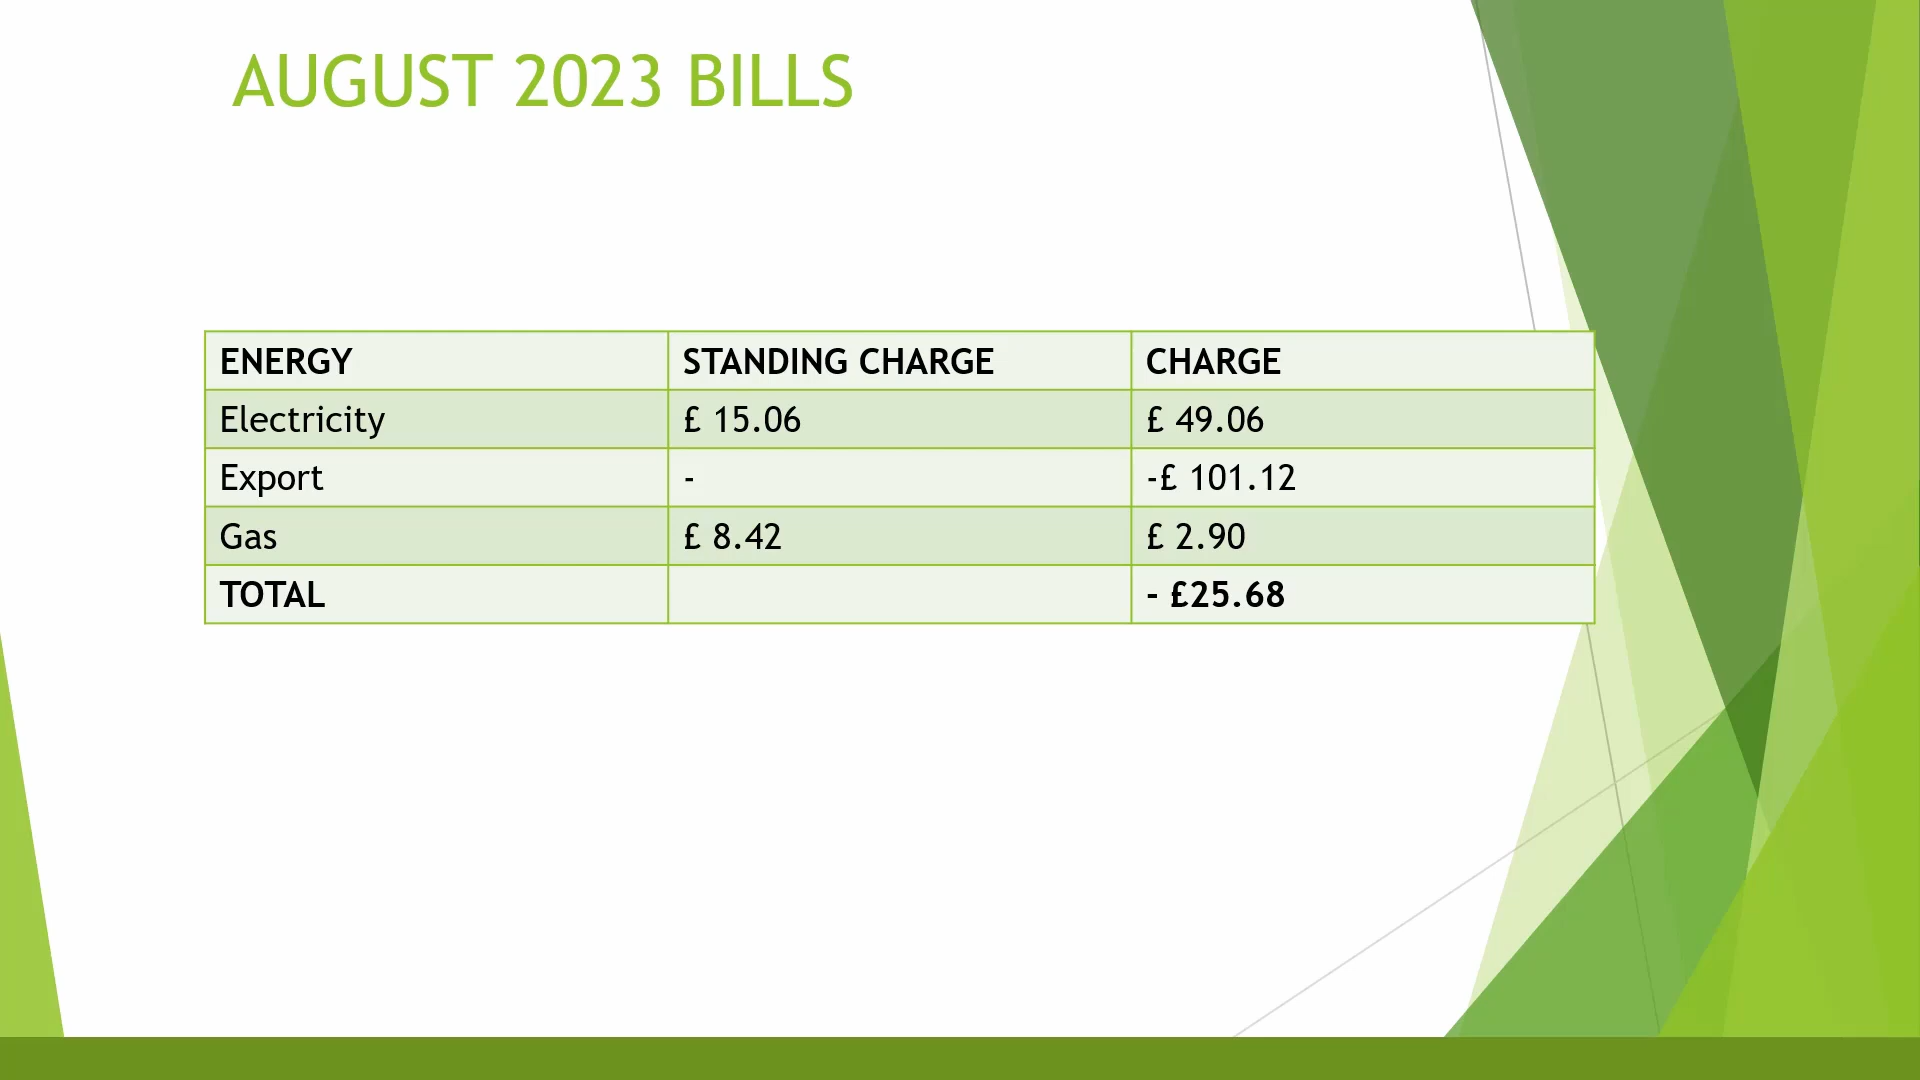 AUGUST 2023 BILLS
ENERGY STANDING CHARGE CHARGE
Electricity £ 15.06 £ 49.06
Export - -£ 101.12
Gas £ 8.42 £ 2.90
TOTAL - £25.68